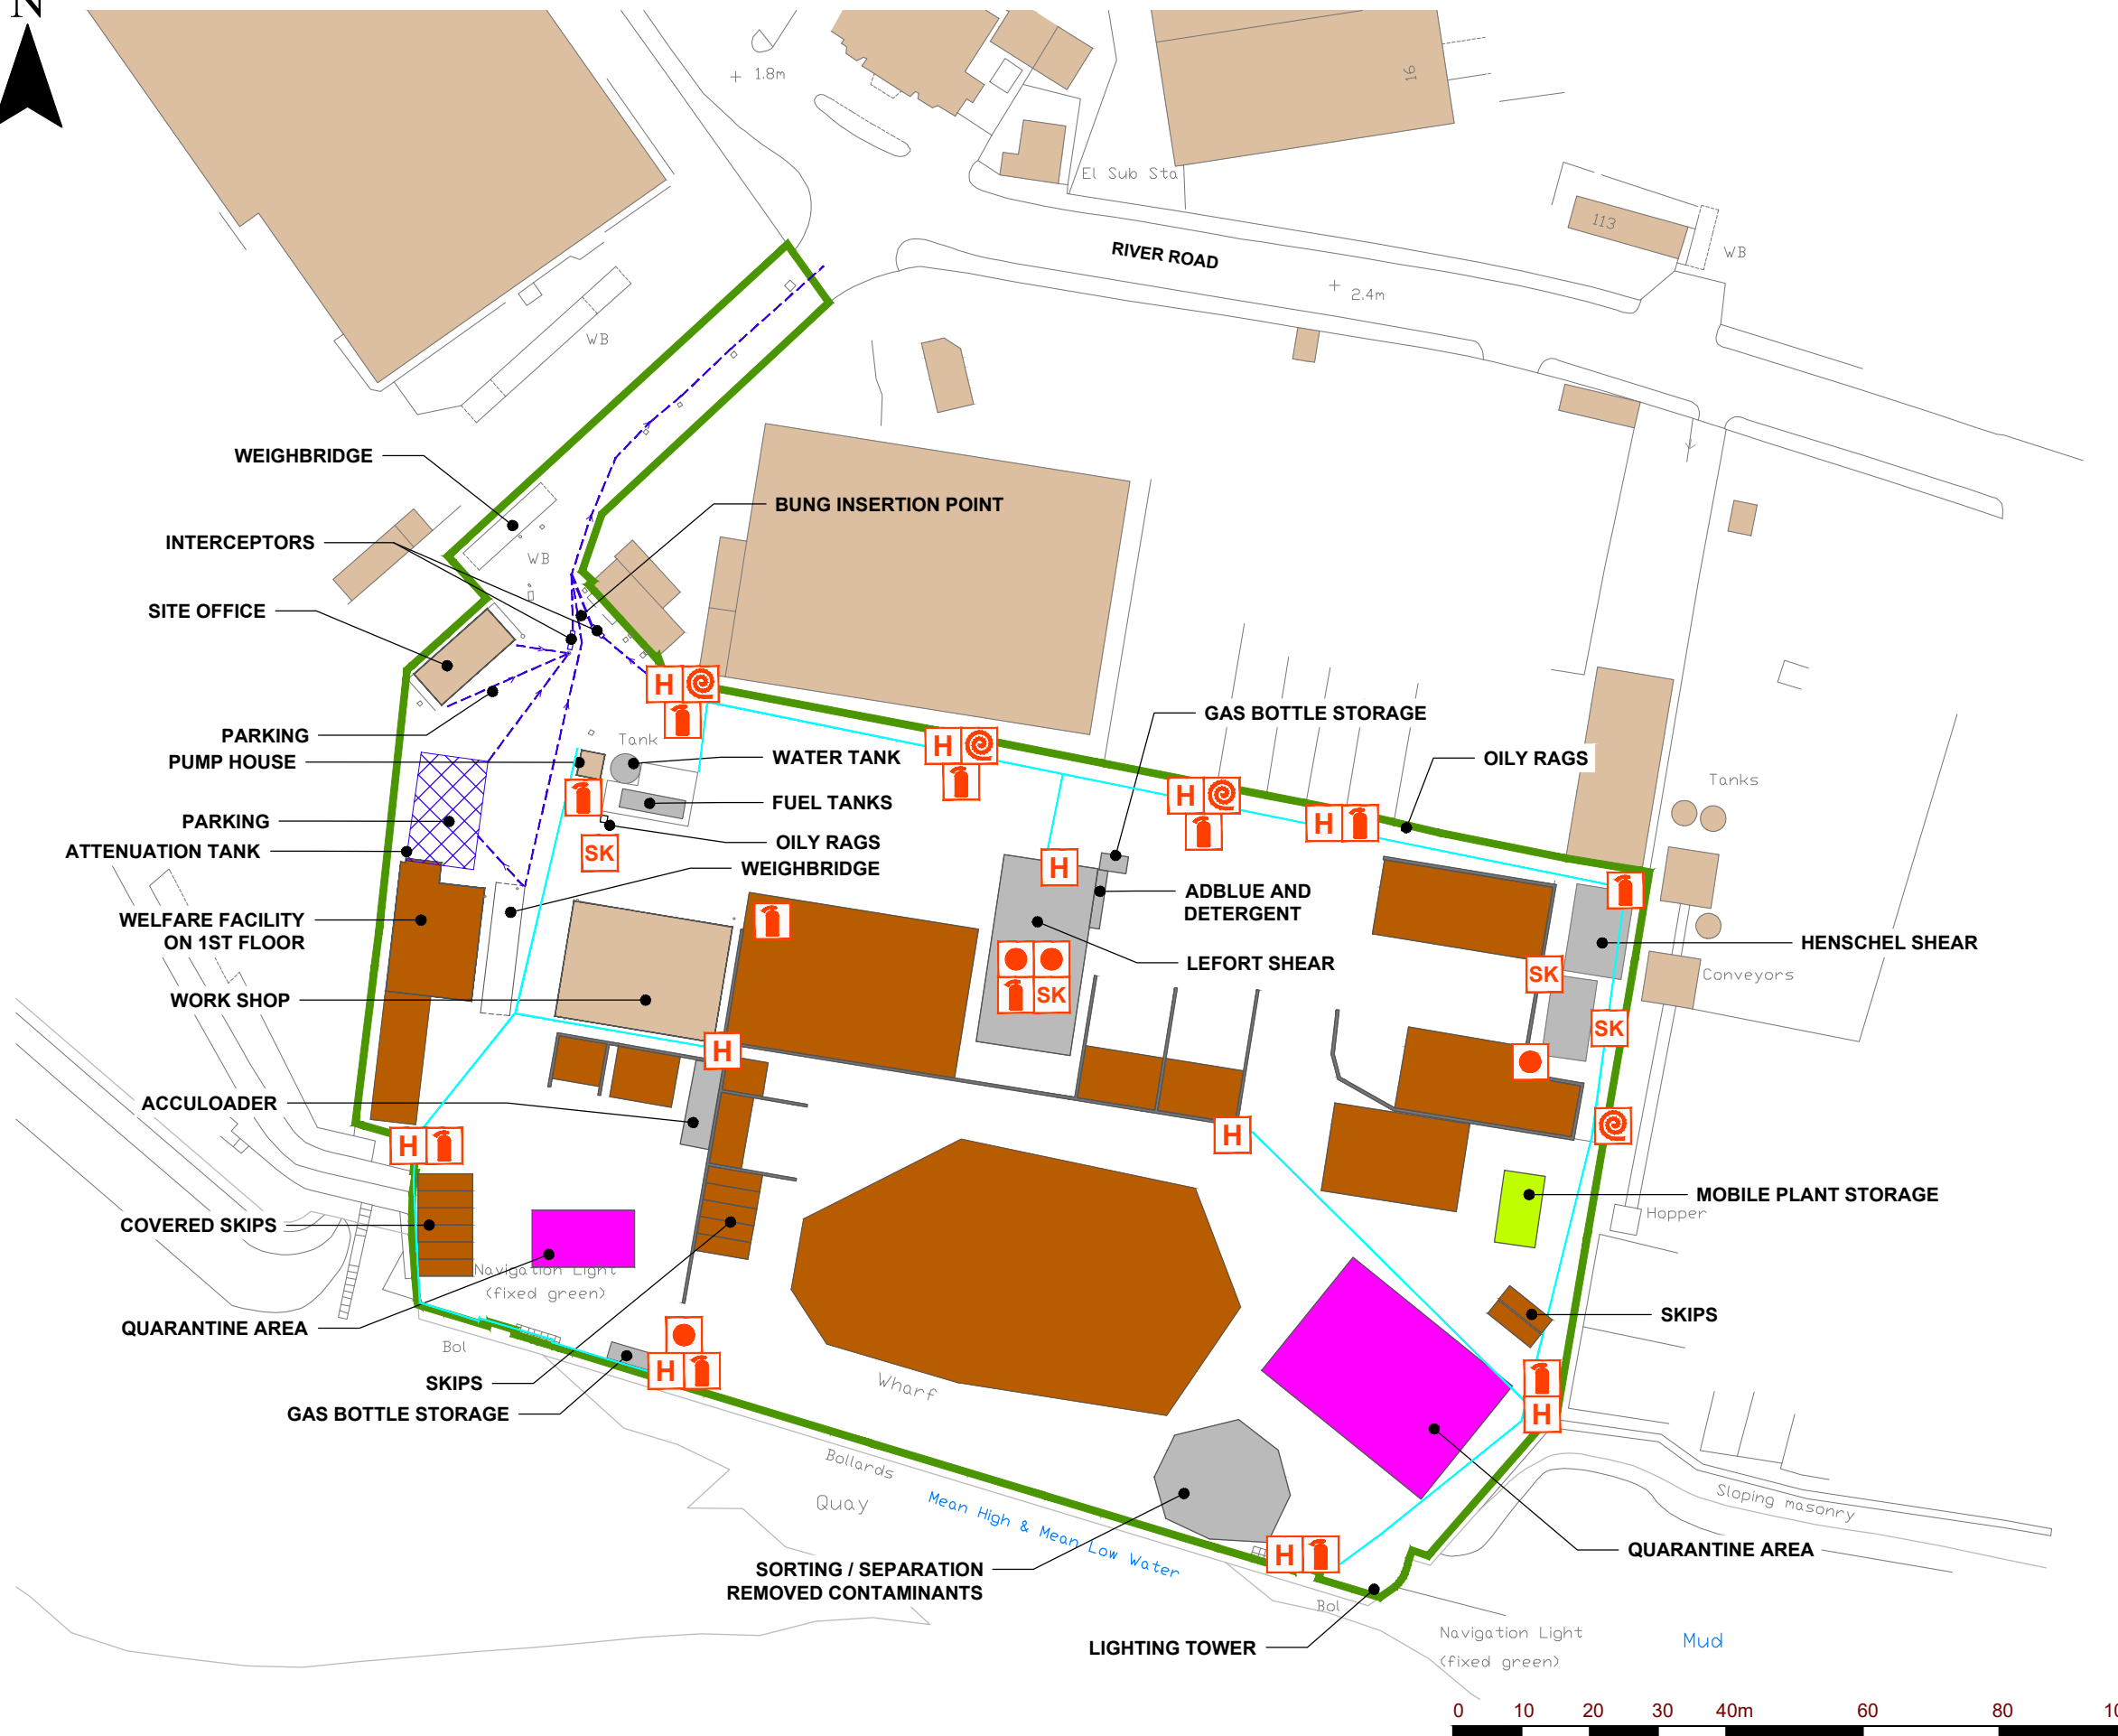 N
1.8m
16
El Sub Sta
113
WB
RIVER ROAD
2.4m
WB
WEIGHBRIDGE
BUNG INSERTION POINT
INTERCEPTORS
WB
SITE OFFICE
H
GAS BOTTLE STORAGE
PARKING
Tank
H
OILY RAGS
PUMP HOUSE
WATER TANK
Tanks
H
FUEL TANKS
PARKING
H
OILY RAGS
ATTENUATION TANK
SK
WEIGHBRIDGE
H
ADBLUE AND
DETERGENT
WELFARE FACILITY
ON 1ST FLOOR
HENSCHEL SHEAR
LEFORT SHEAR
SK
Conveyors
WORK SHOP
SK
SK
H
ACCULOADER
H
H
MOBILE PLANT STORAGE
Hopper
COVERED SKIPS
Navigation Light
(fixed green)
SKIPS
QUARANTINE AREA
Bol
H
SKIPS
Wharf
GAS BOTTLE STORAGE
H
Bollards
Quay
Mean High & Mean Low Water
Sloping masonry
QUARANTINE AREA
H
SORTING / SEPARATION
REMOVED CONTAMINANTS
Bol
LIGHTING TOWER
Navigation Light
(fixed green)
Mud
0 10 20 30 40m 60 80